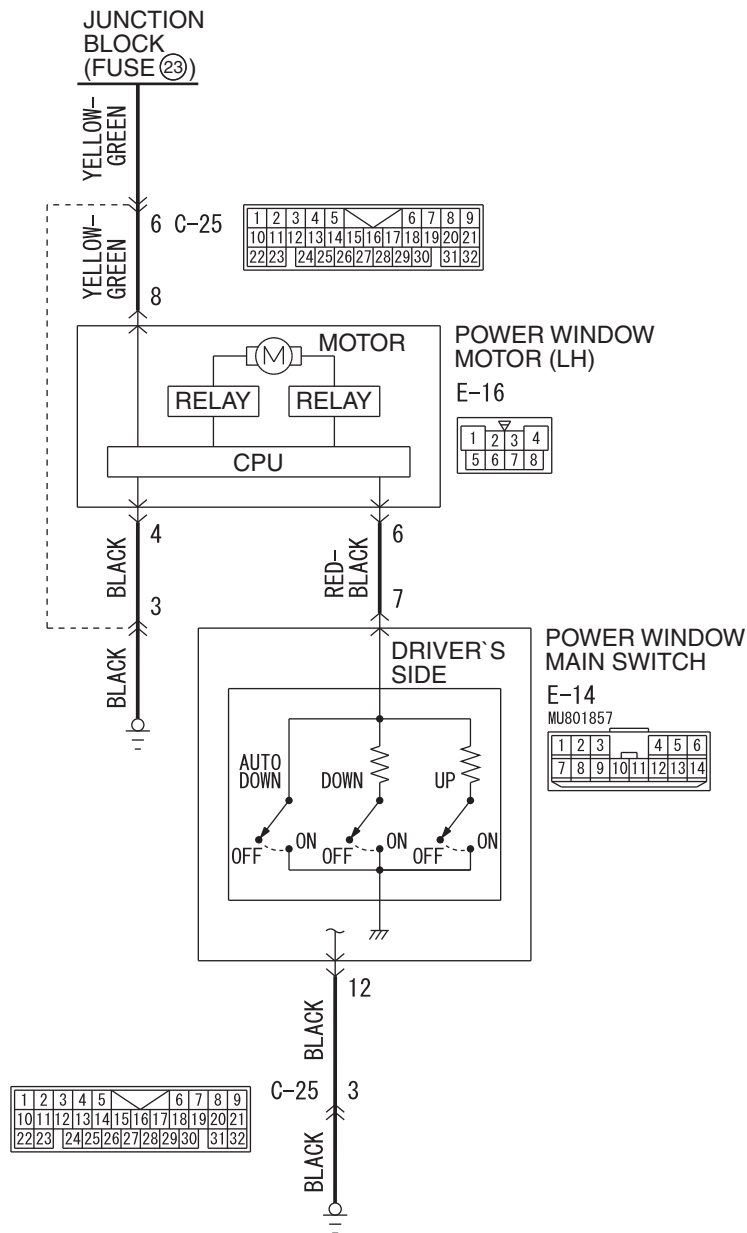 JUNCTION
BLOCK
(FUSE 23)
YELLOW-
GREEN
6 C-25
1 2 3 4 5 6 7 8 9
10 11 12 13 14 15 16 17 18 19 20 21
22 23 24 25 26 27 28 29 30 31 32
YELLOW-
GREEN
8
MOTOR
M
RELAY RELAY
CPU
POWER WINDOW
MOTOR (LH)
E-16
1 2 3 4
5 6 7 8
4
BLACK
3
BLACK
6
RED-
BLACK
7
DRIVER`S
SIDE
POWER WINDOW
MAIN SWITCH
E-14
MU801857
1 2 3 4 5 6
7 8 9 10 11 12 13 14
AUTO
DOWN
DOWN
UP
OFF ON OFF ON OFF ON
12
BLACK
C-25 3
1 2 3 4 5 6 7 8 9
10 11 12 13 14 15 16 17 18 19 20 21
22 23 24 25 26 27 28 29 30 31 32
BLACK